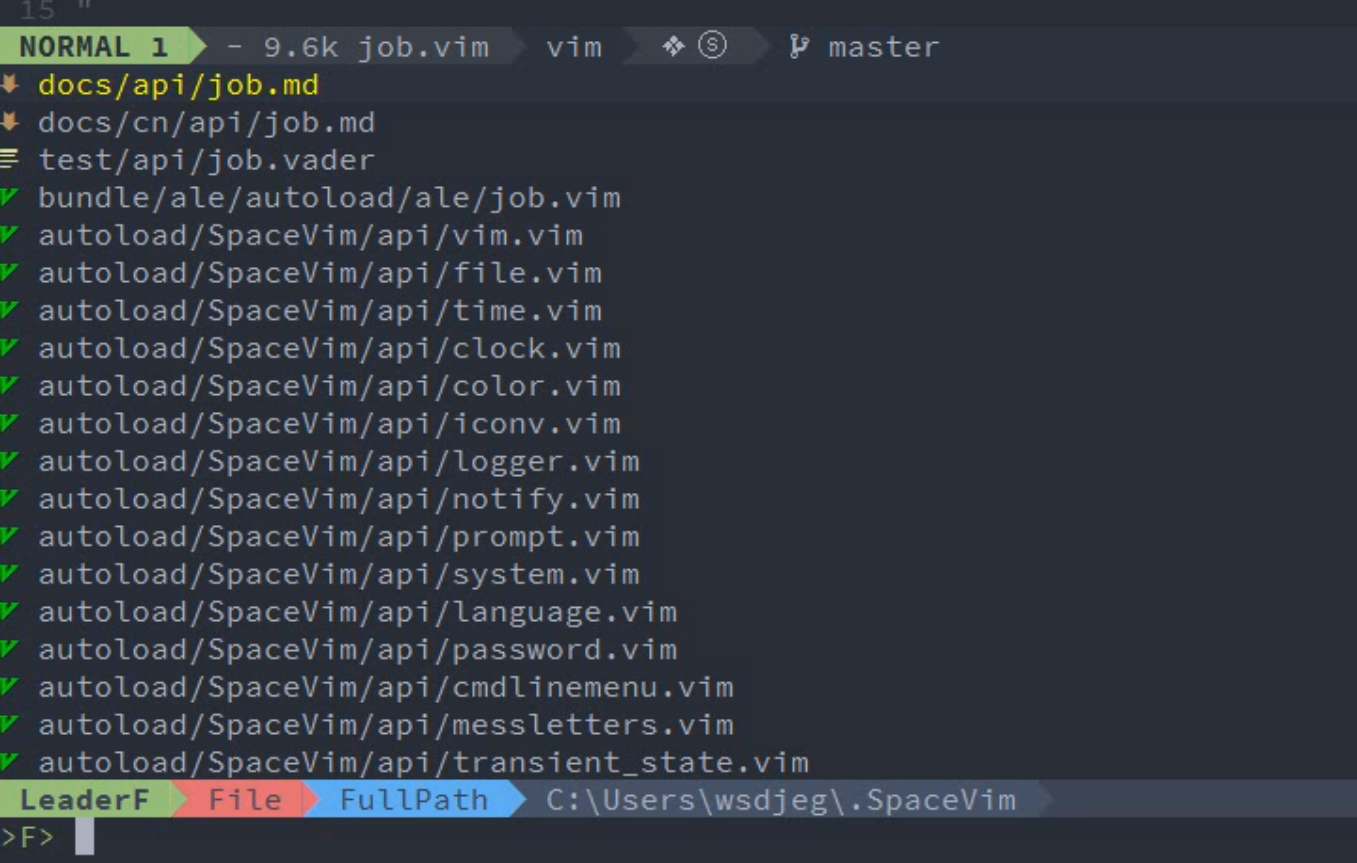 15 "
NORMAL 1 - 9.6k job.vim vim ❖ Ⓢ master
docs/api/job.md
docs/cn/api/job.md
test/api/job.vader
bundle/ale/autoload/ale/job.vim
autoload/SpaceVim/api/vim.vim
autoload/SpaceVim/api/file.vim
autoload/SpaceVim/api/time.vim
autoload/SpaceVim/api/clock.vim
autoload/SpaceVim/api/color.vim
autoload/SpaceVim/api/iconv.vim
autoload/SpaceVim/api/logger.vim
autoload/SpaceVim/api/notify.vim
autoload/SpaceVim/api/prompt.vim
autoload/SpaceVim/api/system.vim
autoload/SpaceVim/api/language.vim
autoload/SpaceVim/api/password.vim
autoload/SpaceVim/api/cmdlinemenu.vim
autoload/SpaceVim/api/messletters.vim
autoload/SpaceVim/api/transient_state.vim
LeaderF File FullPath C:\Users\wsdjeg\.SpaceVim
>F>